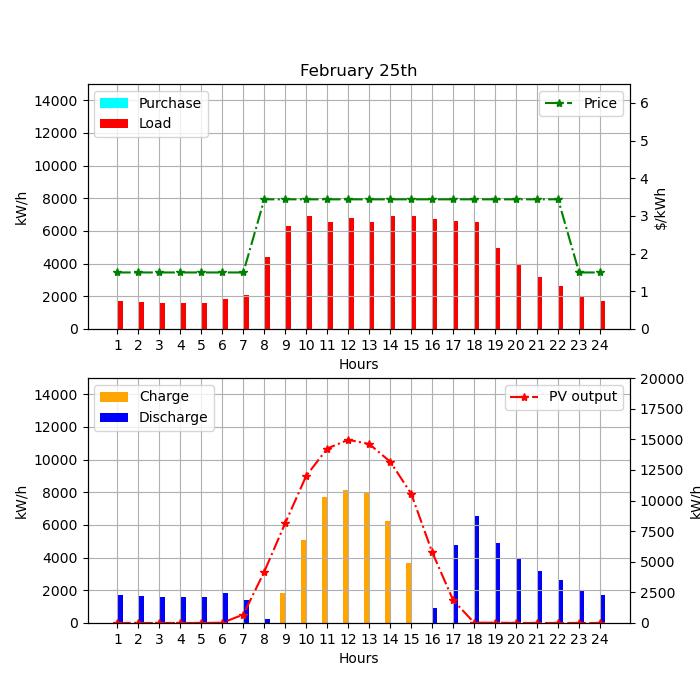 February 25th
Purchase
Load
Price
14000
12000
10000
8000
6000
4000
2000
0
kW/h
6
5
4
3
2
1
0
$/kWh
1 2 3 4 5 6 7 8 9 10 11 12 13 14 15 16 17 18 19 20 21 22 23 24
Hours
Charge
Discharge
PV output
14000
12000
10000
8000
6000
4000
2000
0
kW/h
20000
17500
15000
12500
10000
7500
5000
2500
0
kW/h
1 2 3 4 5 6 7 8 9 10 11 12 13 14 15 16 17 18 19 20 21 22 23 24
Hours